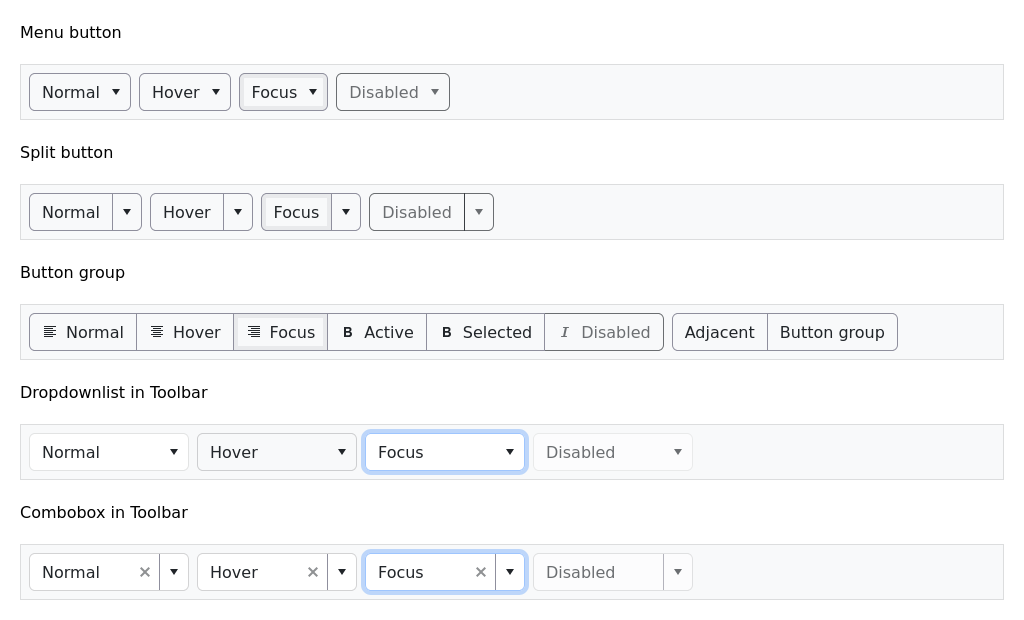 Menu button
Normal Hover Focus Disabled
Split button
Normal Hover Focus Disabled
Button group
Normal Hover Focus B Active B Selected I Disabled Adjacent Button group
Dropdownlist in Toolbar
Normal Hover Focus Disabled
Combobox in Toolbar
Normal Hover Focus Disabled